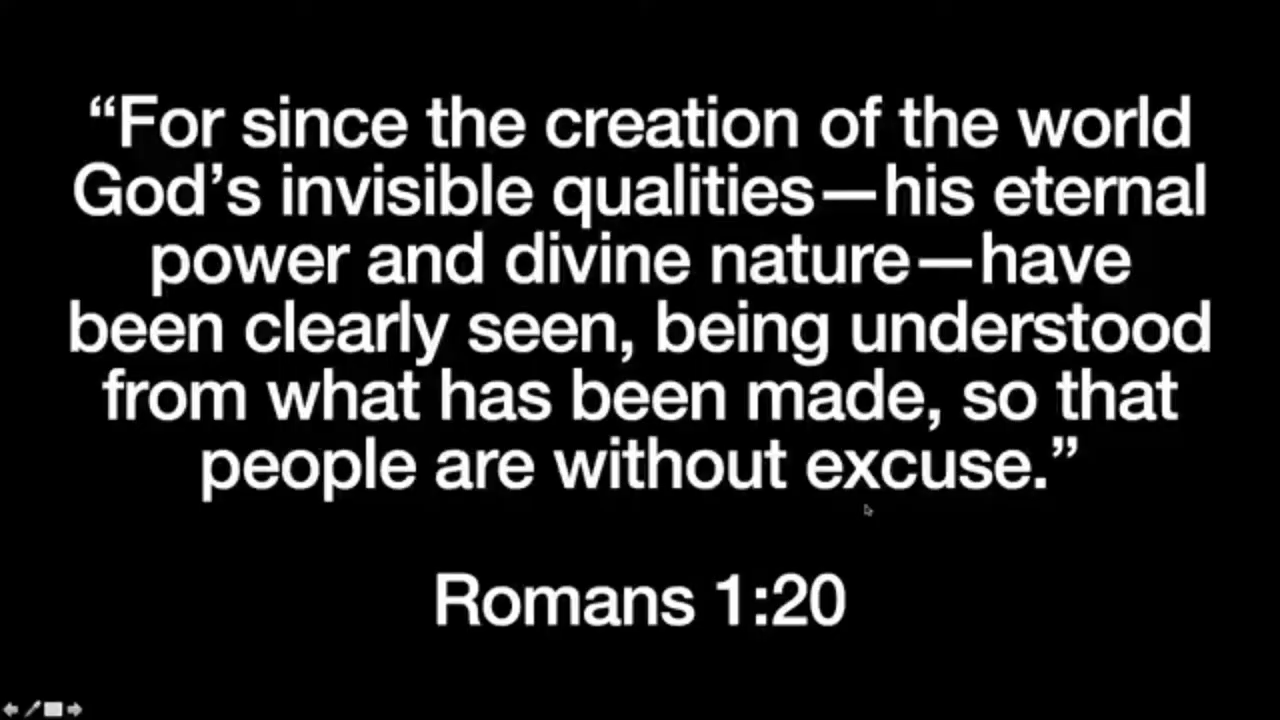 “For since the creation of the world
God’s invisible qualities—his eternal
power and divine nature—have
been clearly seen, being understood
from what has been made, so that
people are without excuse.”
Romans 1:20